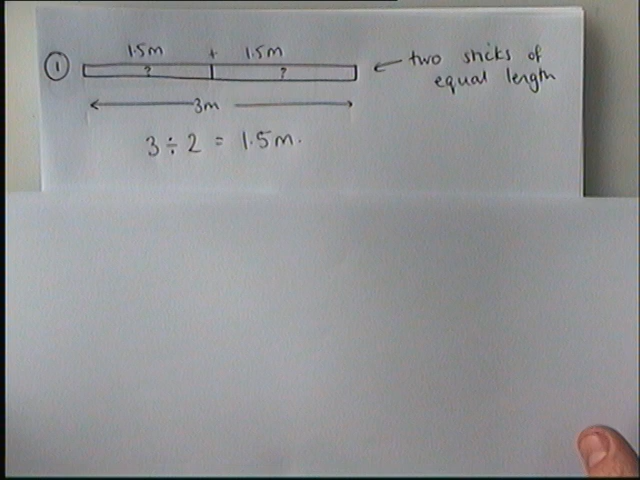 1.5m + 1.5m
① ? ? ← two sticks of
equal length
3m
3 ÷ 2 = 1.5m.